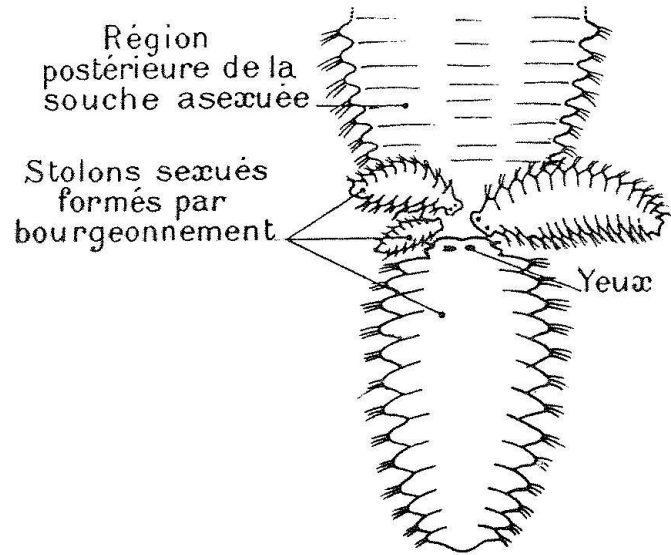 Région
postérieure de la
souche asexuée
Stolons sexués
formés par
bourgeonnement
Yeux